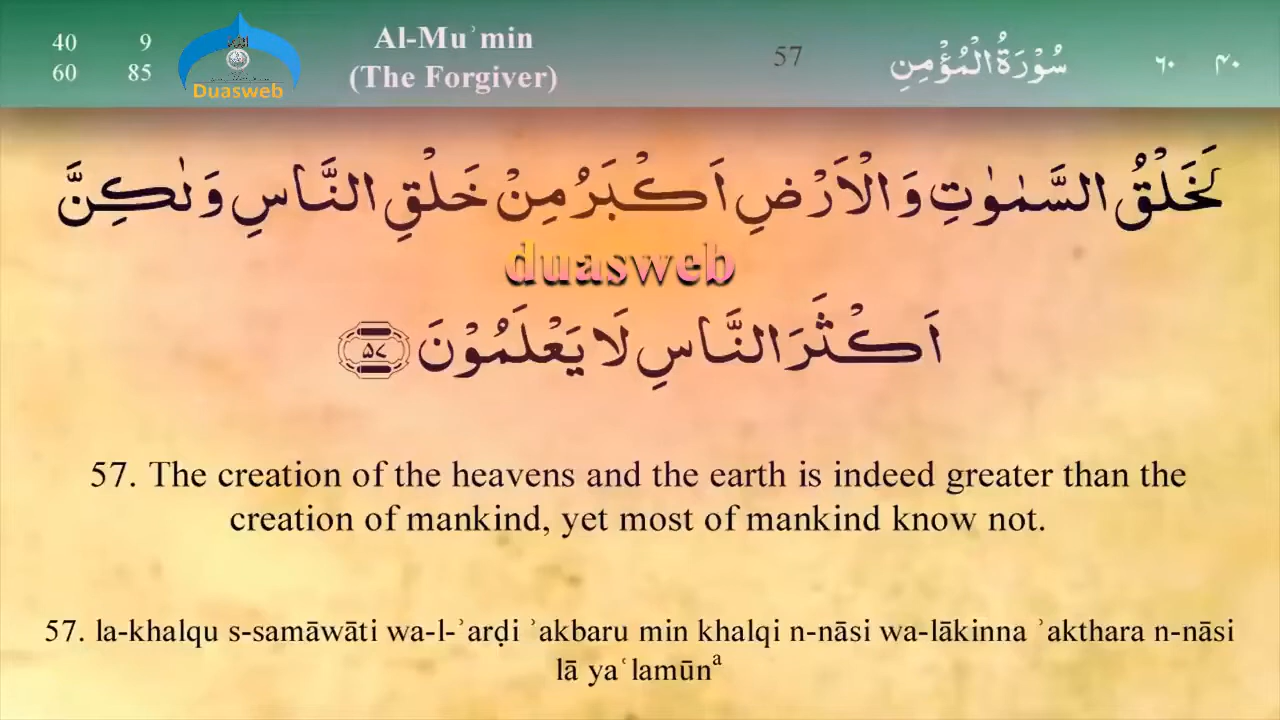 40 9
60 85
Duasweb
Al-Muʾmin
(The Forgiver)
57
سُوْرَةُ الْمُؤْمِنِ
٦٠ ۴۰
لَخَلْقُ السَّمٰوٰتِ وَالْاَرْضِ اَكْبَرُ مِنْ خَلْقِ النَّاسِ وَلٰكِنَّ
duasweb
اَكْثَرَ النَّاسِ لَا يَعْلَمُوْنَ ۵۷
57. The creation of the heavens and the earth is indeed greater than the
creation of mankind, yet most of mankind know not.
57. la-khalqu s-samāwāti wa-l-ʾarḍi ʾakbaru min khalqi n-nāsi wa-lākinna ʾakthara n-nāsi
lā yaʿlamūnᵃ